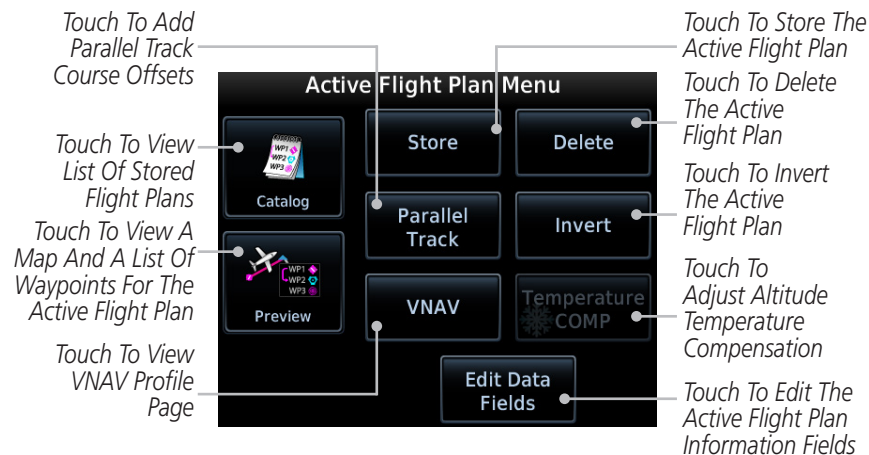 Touch To Add
Parallel Track
Course Offsets
Touch To View
List Of Stored
Flight Plans
Touch To View A
Map And A List Of
Waypoints For The
Active Flight Plan
Touch To View
VNAV Profile
Page
Active Flight Plan Menu
WP1
WP2
WP3
Catalog
Store
Delete
Parallel
Track
Invert
WP1
WP2
WP3
Preview
VNAV
Temperature
COMP
Edit Data
Fields
Touch To Store The
Active Flight Plan
Touch To Delete
The Active
Flight Plan
Touch To Invert
The Active
Flight Plan
Touch To
Adjust Altitude
Temperature
Compensation
Touch To Edit The
Active Flight Plan
Information Fields